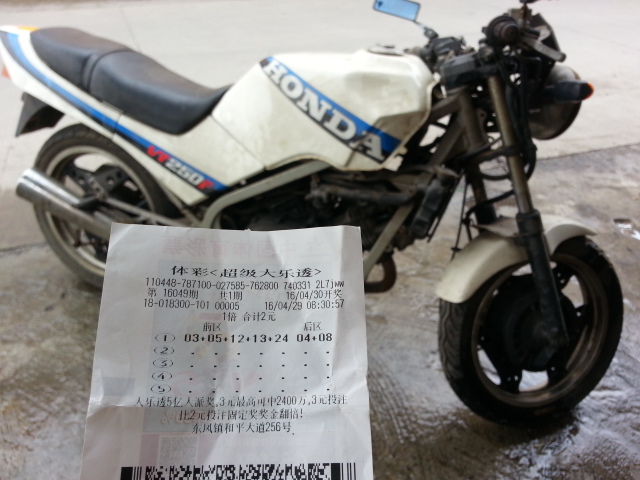 HONDA
VT250F
体彩<超级大乐透>
110448-787100-027585-762800 740331 2L7jww
第 16049期 共1期 16/04/30开奖
18-018300-101 00005 16/04/29 08:30:57
1倍 合计2元
前区 后区
(1) 03+05+12+13+24 04+08
(2) - - - - - - -
(3) - - - - - - -
(4) - - - - - - -
(5) - - - - - - -
大乐透5亿大派奖,3元最高可中2400万,3元投注
比2元投注固定奖奖金翻倍!
东凤镇和平大道256号